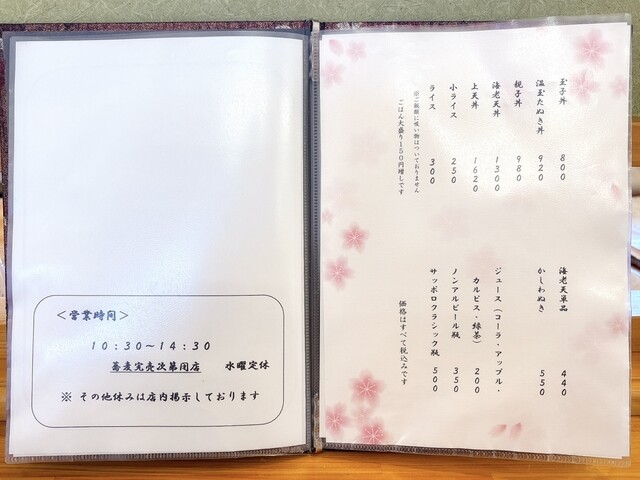 ＜営業時間＞
10：30～14：30
蕎麦完売次第閉店　水曜定休
※ その他休みは店内掲示しております
玉子丼　800
温玉たぬき丼　920
親子丼　980
海老天丼　1300
上天丼　1620
小ライス　250
ライス　300
※ご飯類に吸い物はついておりません
ごはん大盛り150円増しです
海老天単品　440
かしわぬき　550
ジュース（コーラ・アップル・
カルピス・緑茶）　200
ノンアルビール瓶　350
サッポロクラシック瓶　500
価格はすべて税込みです